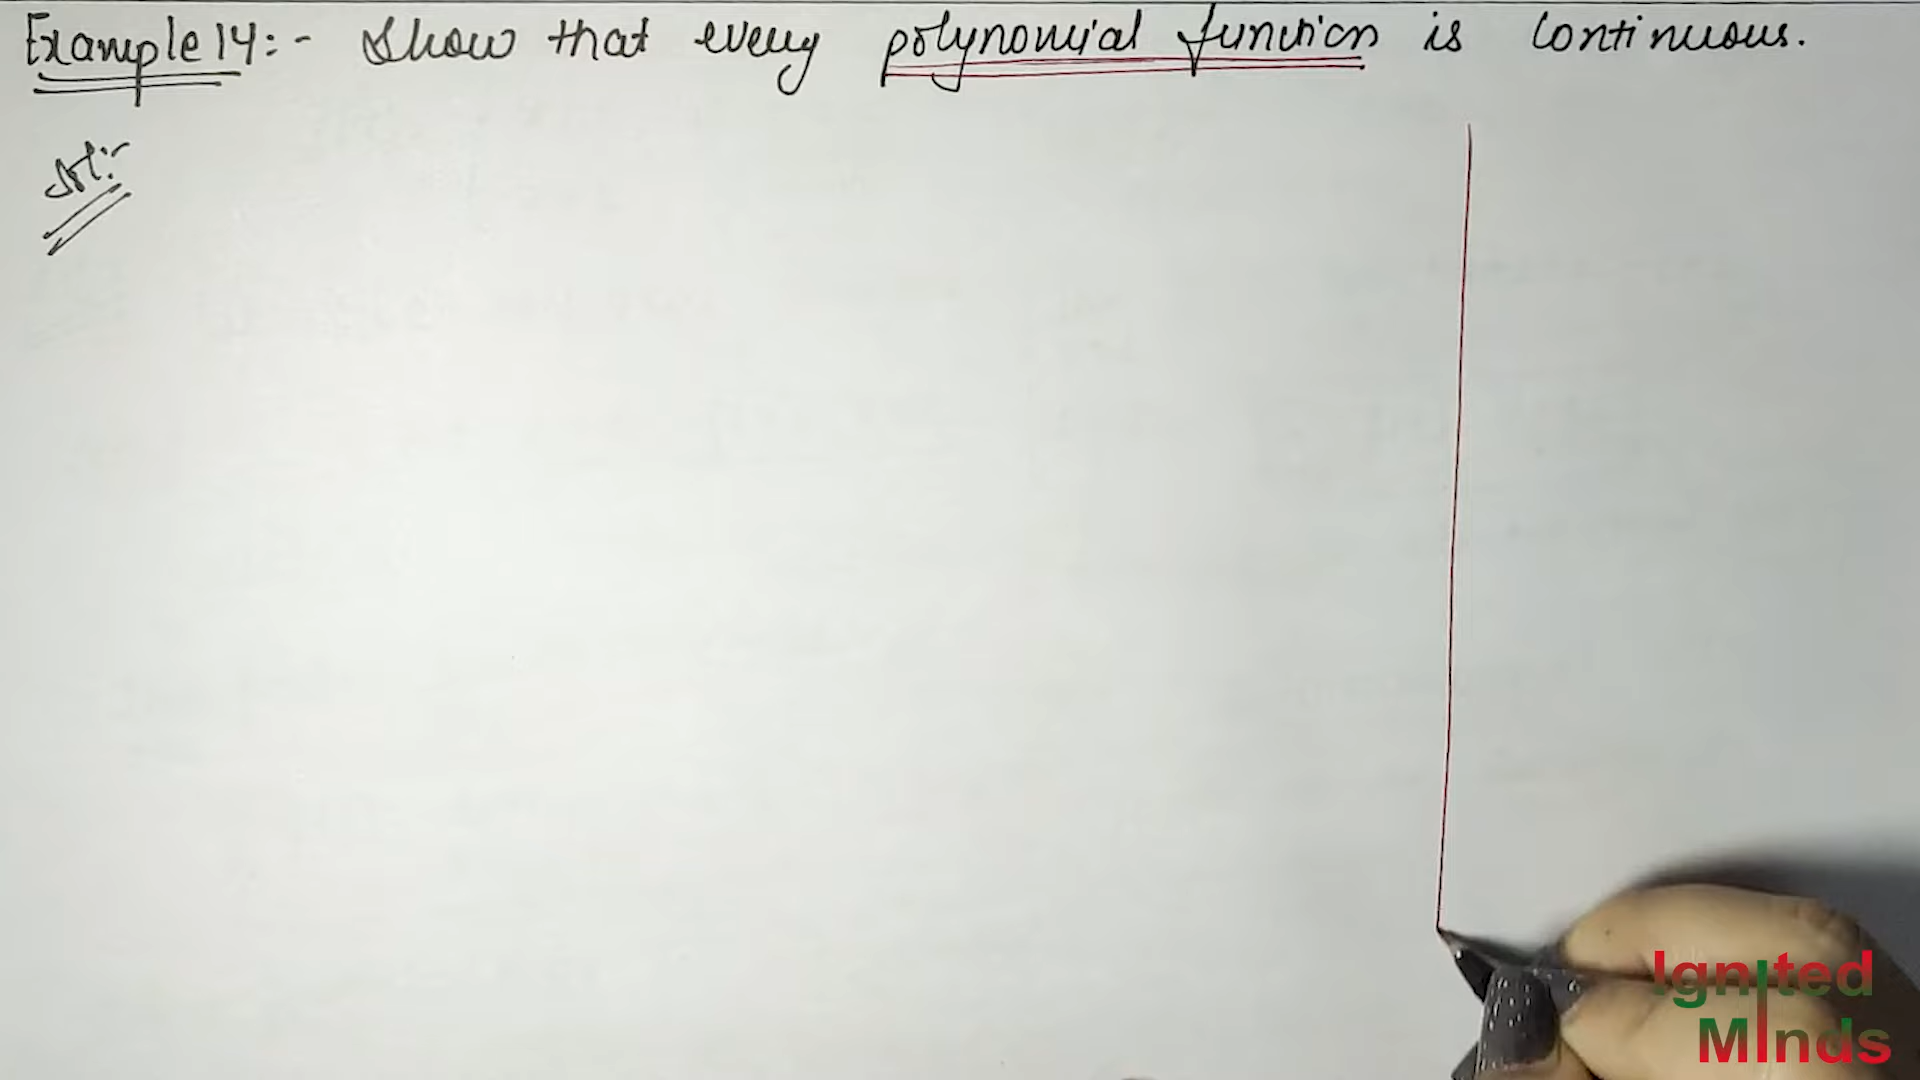 Example 14:- Show that every polynomial function is continuous.
Sol:-
Ignited
Minds